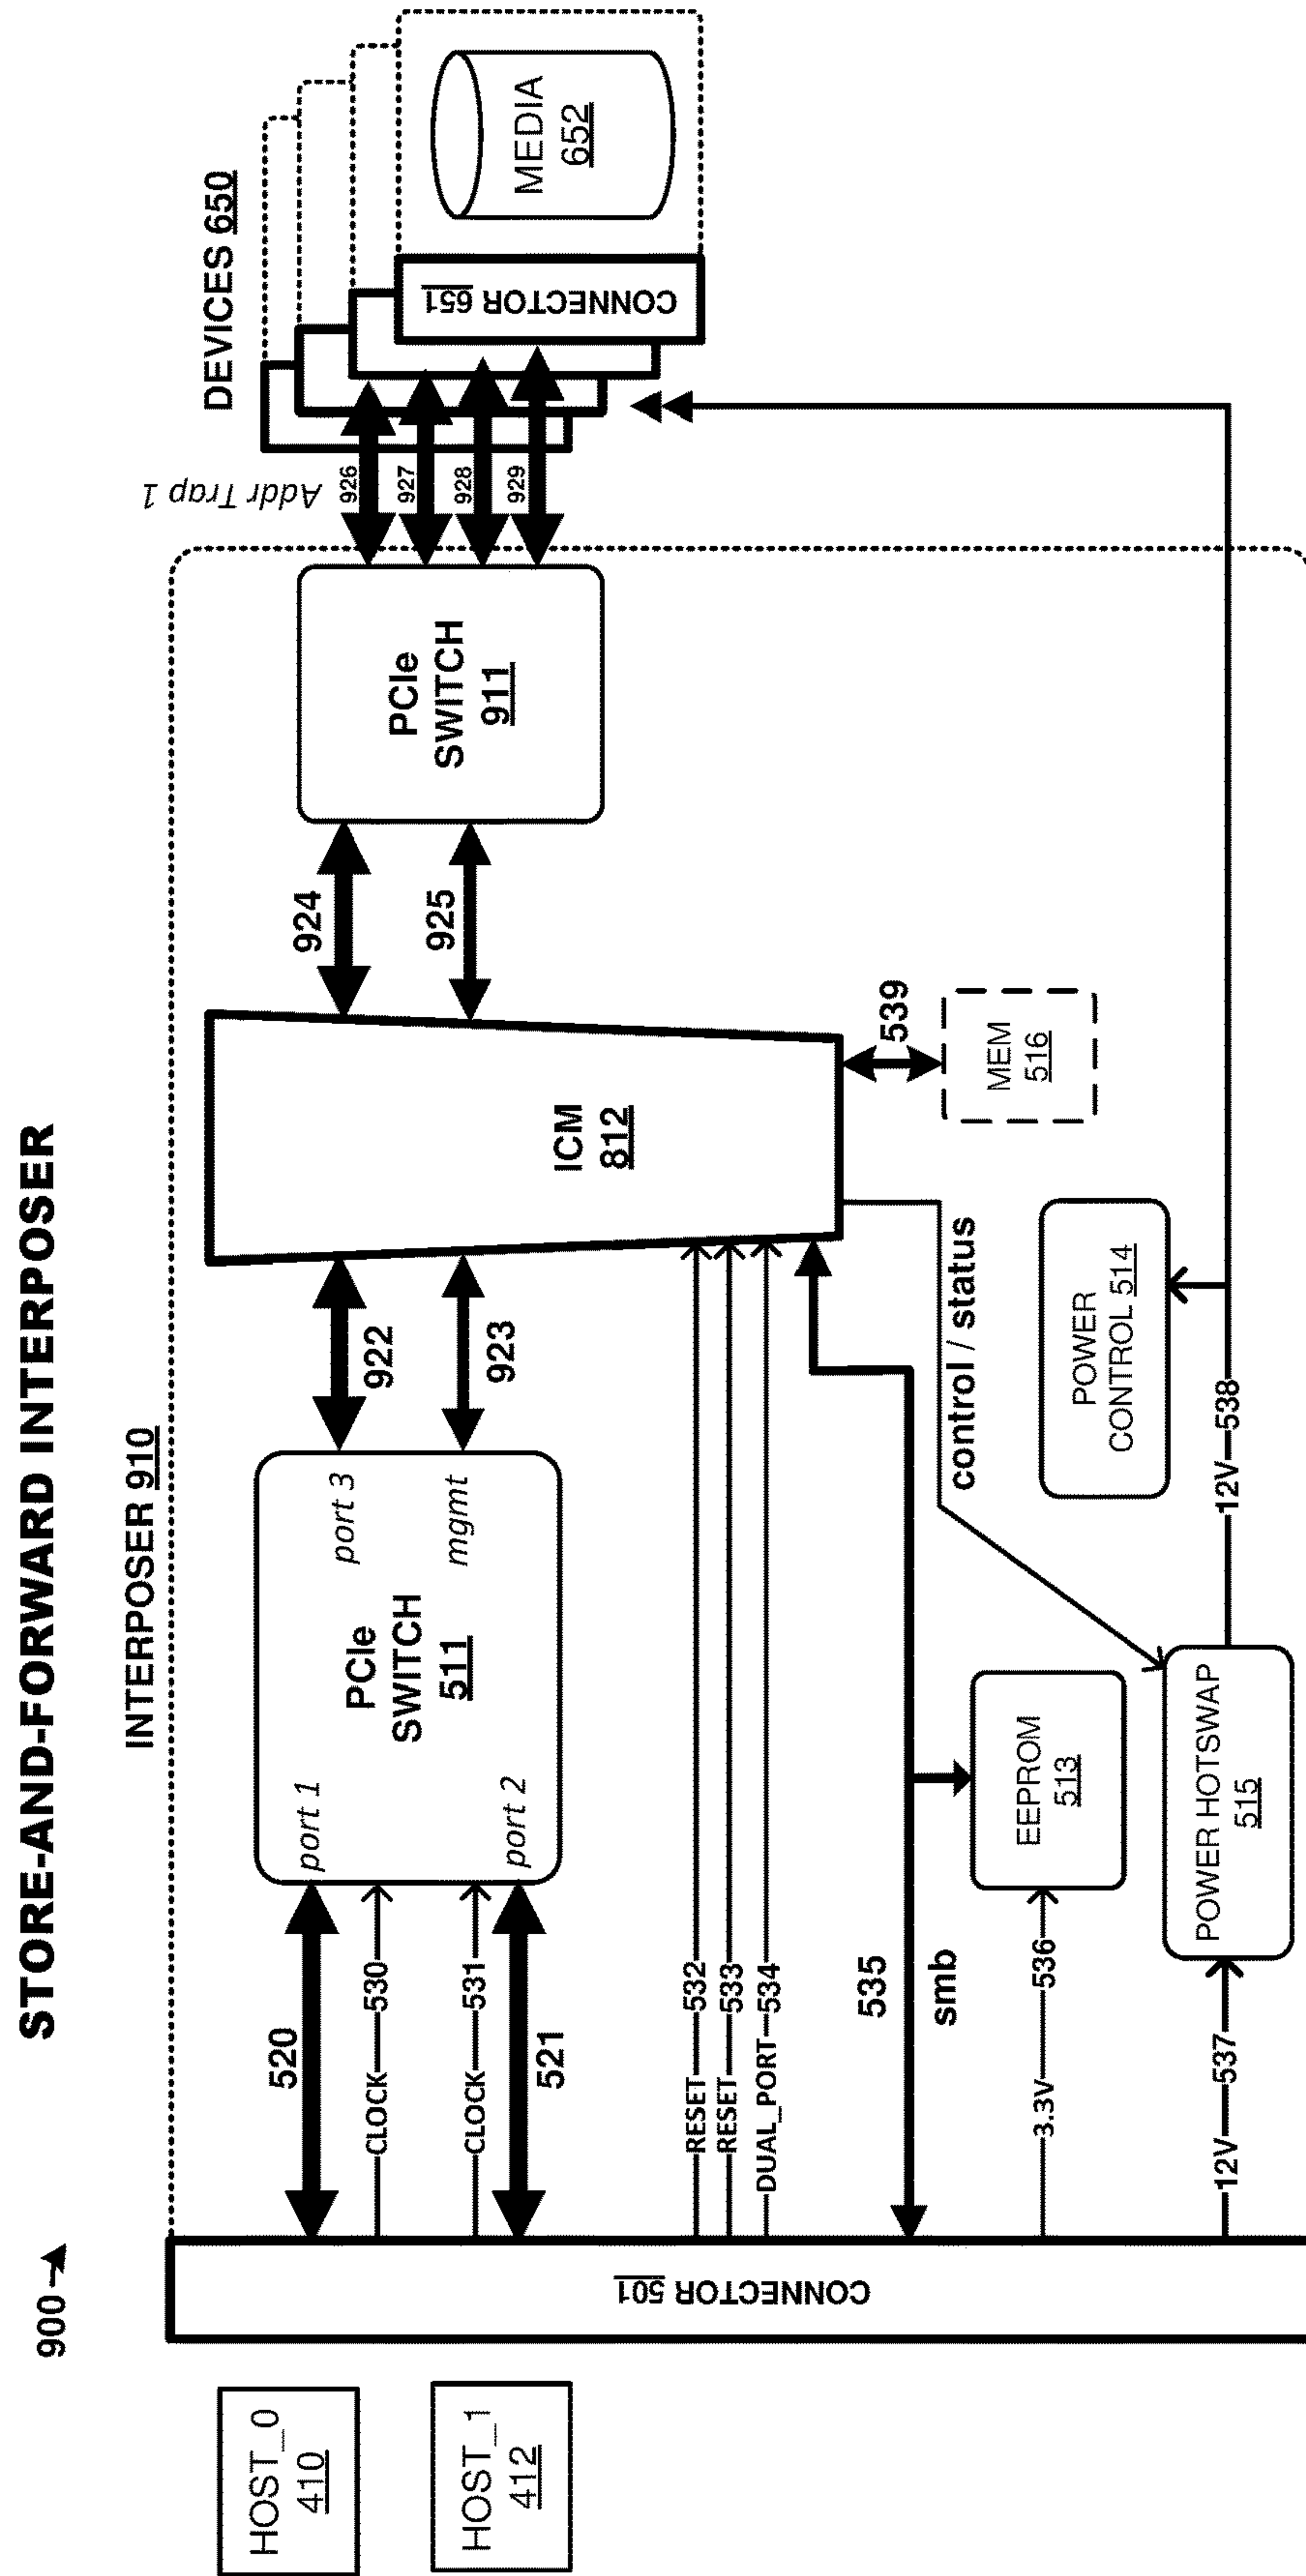 900
STORE-AND-FORWARD INTERPOSER
INTERPOSER 910
DEVICES 650
HOST_0
410
HOST_1
412
CONNECTOR 501
520
CLOCK 530
CLOCK 531
521
port 1
port 2
PCIe
SWITCH
511
port 3
mgmt
922
923
ICM
812
924
925
PCIe
SWITCH
911
Addr Trap 1
926
927
928
929
CONNECTOR 651
MEDIA
652
RESET 532
RESET 533
DUAL_PORT 534
535
smb
3.3V 536
EEPROM
513
control / status
539
MEM
516
12V 537
POWER HOTSWAP
515
12V 538
POWER
CONTROL 514